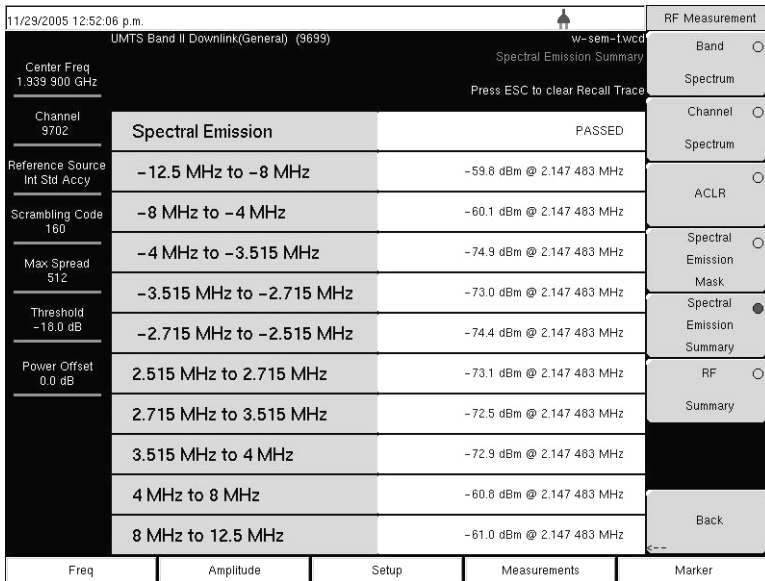 11/29/2005 12:52:06 p.m.
RF Measurement
UMTS Band II Downlink(General) (9699)
w-sem-t.wcd
Spectral Emission Summary
Press ESC to clear Recall Trace
Center Freq
1.939 900 GHz
Channel
9702
Reference Source
Int Std Accy
Scrambling Code
160
Max Spread
512
Threshold
-18.0 dB
Power Offset
0.0 dB
Spectral Emission PASSED
-12.5 MHz to -8 MHz -59.8 dBm @ 2.147 483 MHz
-8 MHz to -4 MHz -60.1 dBm @ 2.147 483 MHz
-4 MHz to -3.515 MHz -74.9 dBm @ 2.147 483 MHz
-3.515 MHz to -2.715 MHz -73.0 dBm @ 2.147 483 MHz
-2.715 MHz to -2.515 MHz -74.4 dBm @ 2.147 483 MHz
2.515 MHz to 2.715 MHz -73.1 dBm @ 2.147 483 MHz
2.715 MHz to 3.515 MHz -72.5 dBm @ 2.147 483 MHz
3.515 MHz to 4 MHz -72.9 dBm @ 2.147 483 MHz
4 MHz to 8 MHz -60.8 dBm @ 2.147 483 MHz
8 MHz to 12.5 MHz -61.0 dBm @ 2.147 483 MHz
Band
Spectrum
Channel
Spectrum
ACLR
Spectral
Emission
Mask
Spectral
Emission
Summary
RF
Summary
Back
<--
Freq Amplitude Setup Measurements Marker